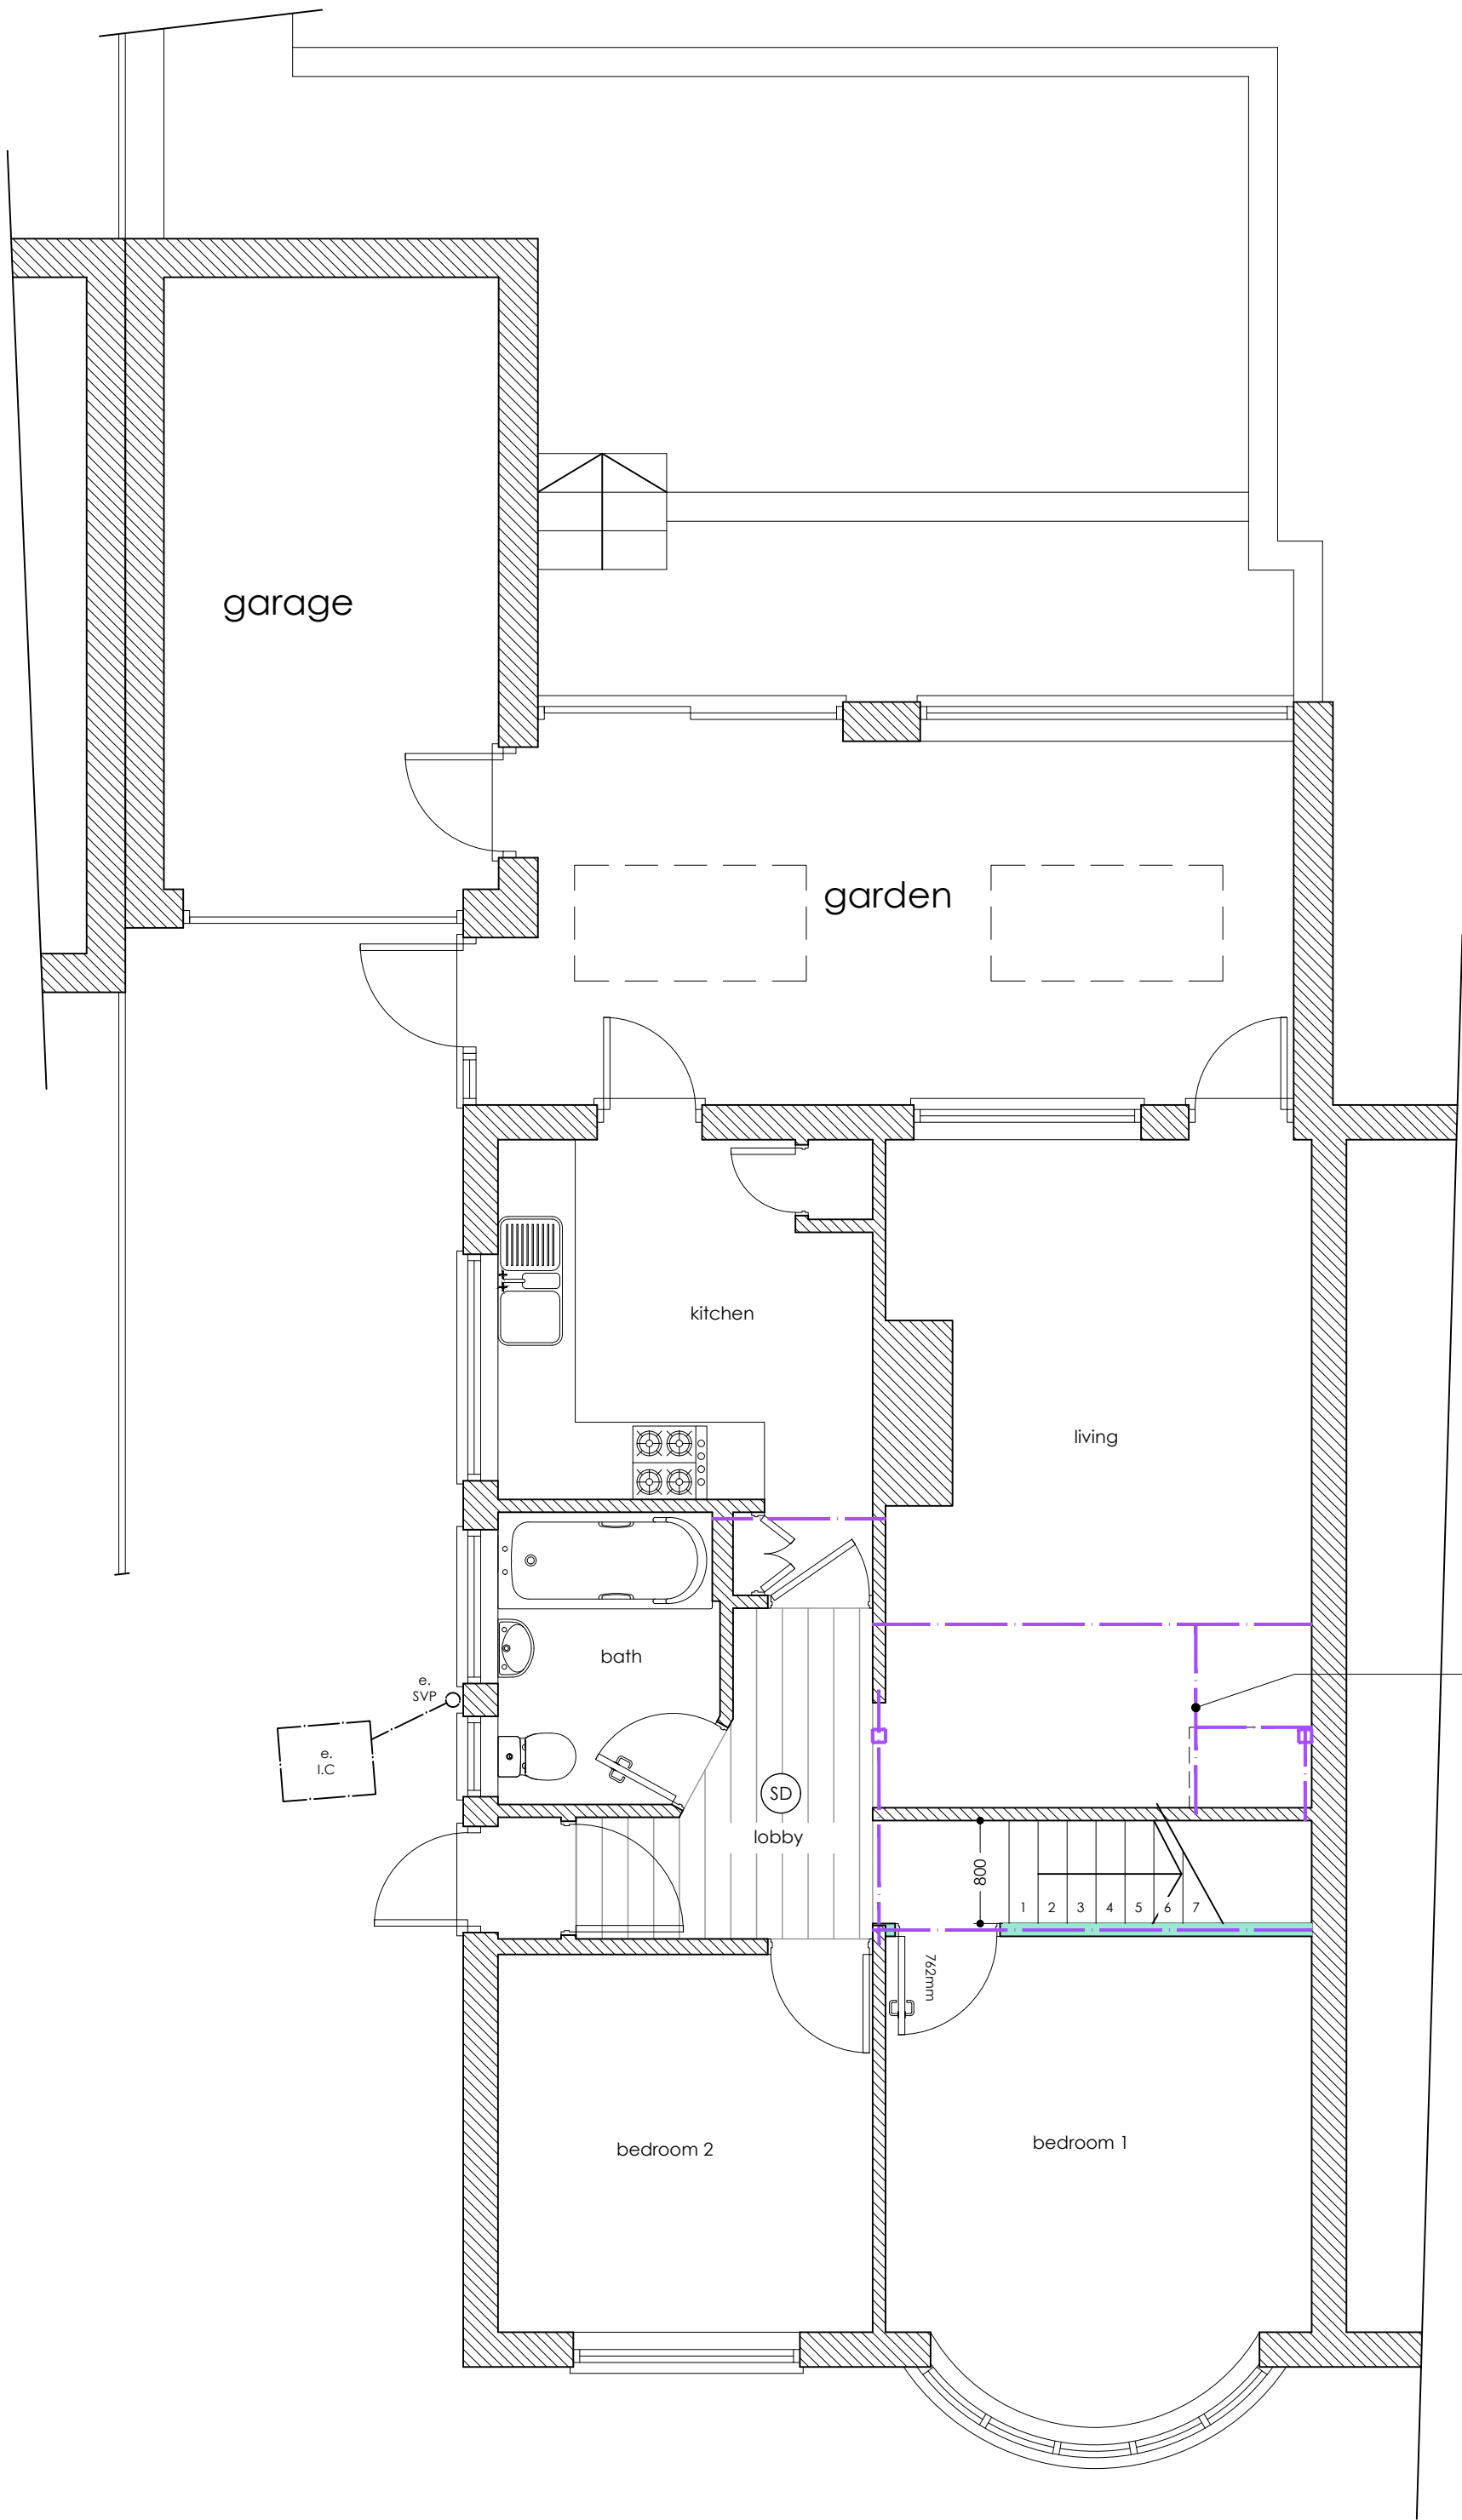 garage
garden
kitchen
living
bath
e.
SVP
e.
I.C
SD
lobby
800
1 2 3 4 5 6 7
762mm
bedroom 2
bedroom 1